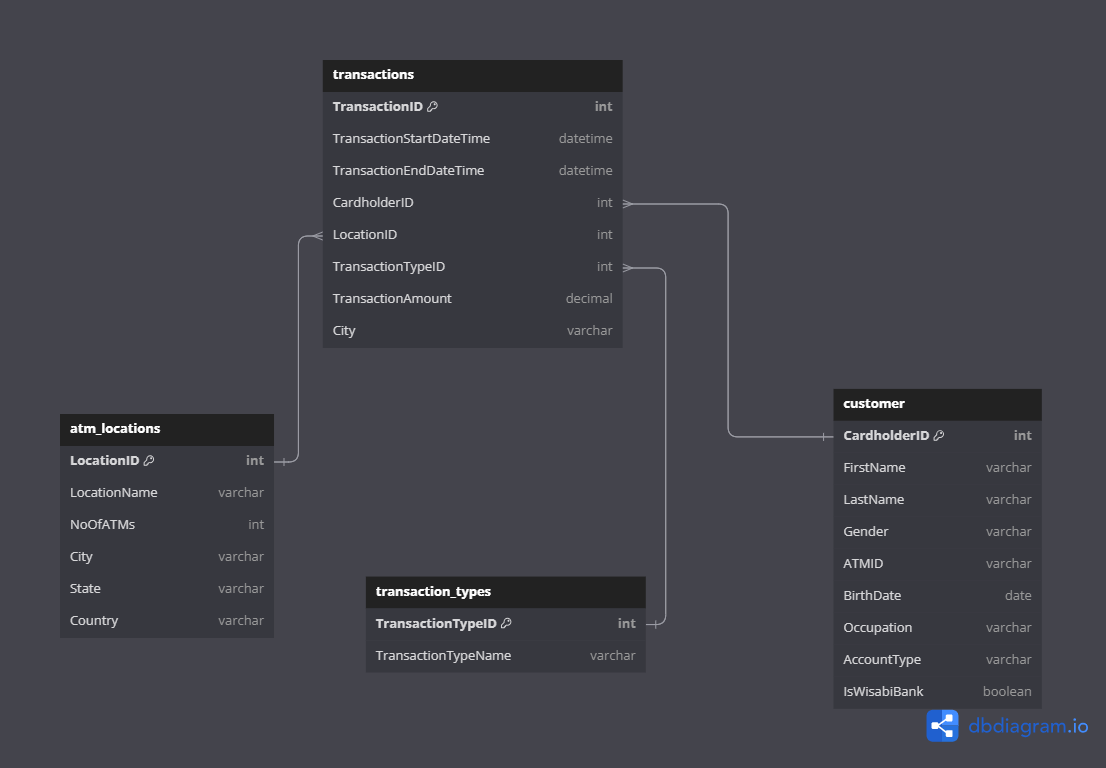 transactions
TransactionID int
TransactionStartDateTime datetime
TransactionEndDateTime datetime
CardholderID int
LocationID int
TransactionTypeID int
TransactionAmount decimal
City varchar
atm_locations
LocationID int
LocationName varchar
NoOfATMs int
City varchar
State varchar
Country varchar
transaction_types
TransactionTypeID int
TransactionTypeName varchar
customer
CardholderID int
FirstName varchar
LastName varchar
Gender varchar
ATMID varchar
BirthDate date
Occupation varchar
AccountType varchar
IsWisabiBank boolean
dbdiagram.io